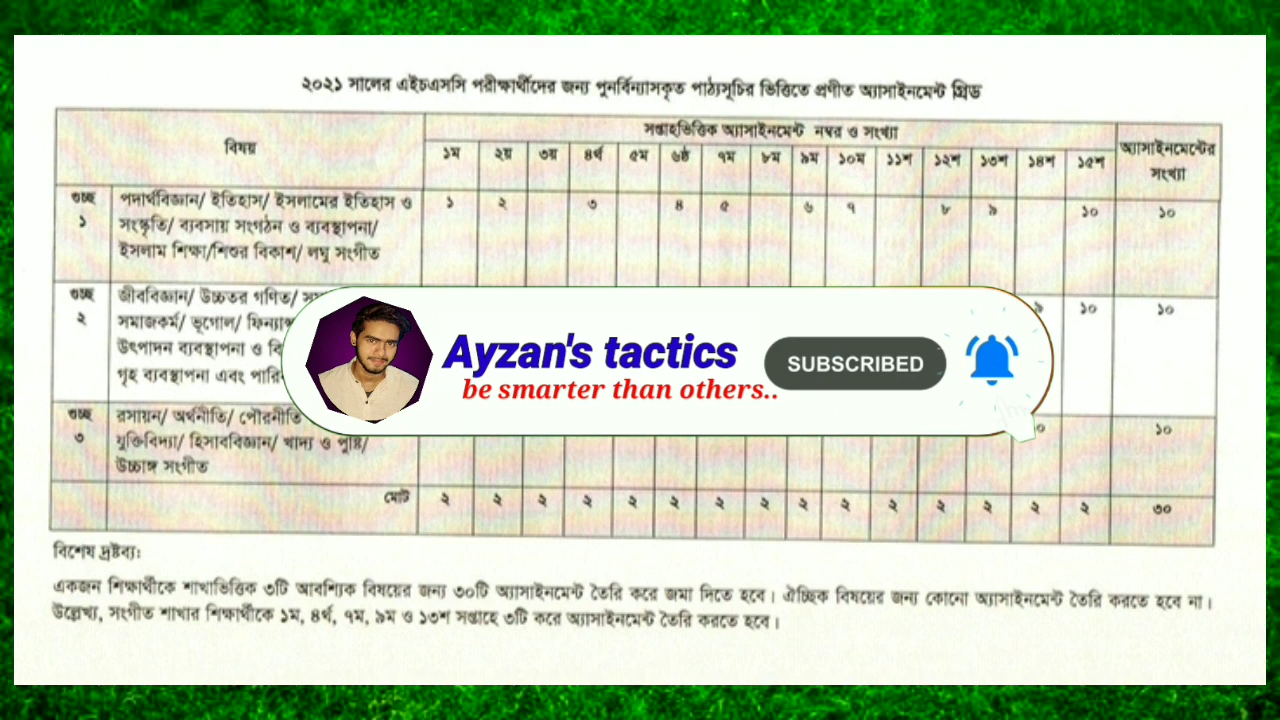 ২০২১ সালের এইচএসসি পরীক্ষার্থীদের জন্য পুনর্বিন্যাসকৃত পাঠ্যসূচির ভিত্তিতে প্রণীত অ্যাসাইনমেন্ট গ্রিড
বিষয় সপ্তাহভিত্তিক অ্যাসাইনমেন্ট নম্বর ও সংখ্যা অ্যাসাইনমেন্টের সংখ্যা
১ম ২য় ৩য় ৪র্থ ৫ম ৬ষ্ঠ ৭ম ৮ম ৯ম ১০ম ১১শ ১২শ ১৩শ ১৪শ ১৫শ
গুচ্ছ পদার্থবিজ্ঞান/ ইতিহাস/ ইসলামের ইতিহাস ও ১ ২ ৩ ৪ ৫ ৬ ৭ ৮ ৯ ১০ ১০
১ সংস্কৃতি/ ব্যবসায় সংগঠন ও ব্যবস্থাপনা/
ইসলাম শিক্ষা/শিশুর বিকাশ/ লঘু সংগীত
গুচ্ছ জীববিজ্ঞান/ উচ্চতর গণিত/ ৯ ১০ ১০
২ সমাজকর্ম/ ভূগোল/
উৎপাদন ব্যবস্থাপনা ও
গৃহ ব্যবস্থাপনা এবং
Ayzan's tactics
be smarter than others..
SUBSCRIBED
গুচ্ছ রসায়ন/ অর্থনীতি/ পৌরনীতি ১০
৩ যুক্তিবিদ্যা/ হিসাববিজ্ঞান/ খাদ্য ও পুষ্টি/
উচ্চাঙ্গ সংগীত
মোট ২ ২ ২ ২ ২ ২ ২ ২ ২ ২ ২ ২ ২ ২ ২ ৩০
বিশেষ দ্রষ্টব্য:
একজন শিক্ষার্থীকে শাখাভিত্তিক ৩টি আবশ্যিক বিষয়ের জন্য ৩০টি অ্যাসাইনমেন্ট তৈরি করে জমা দিতে হবে। ঐচ্ছিক বিষয়ের জন্য কোনো অ্যাসাইনমেন্ট তৈরি করতে হবে না।
উল্লেখ্য, সংগীত শাখার শিক্ষার্থীকে ১ম, ৪র্থ, ৭ম, ৯ম ও ১৩শ সপ্তাহে ৩টি করে অ্যাসাইনমেন্ট তৈরি করতে হবে।